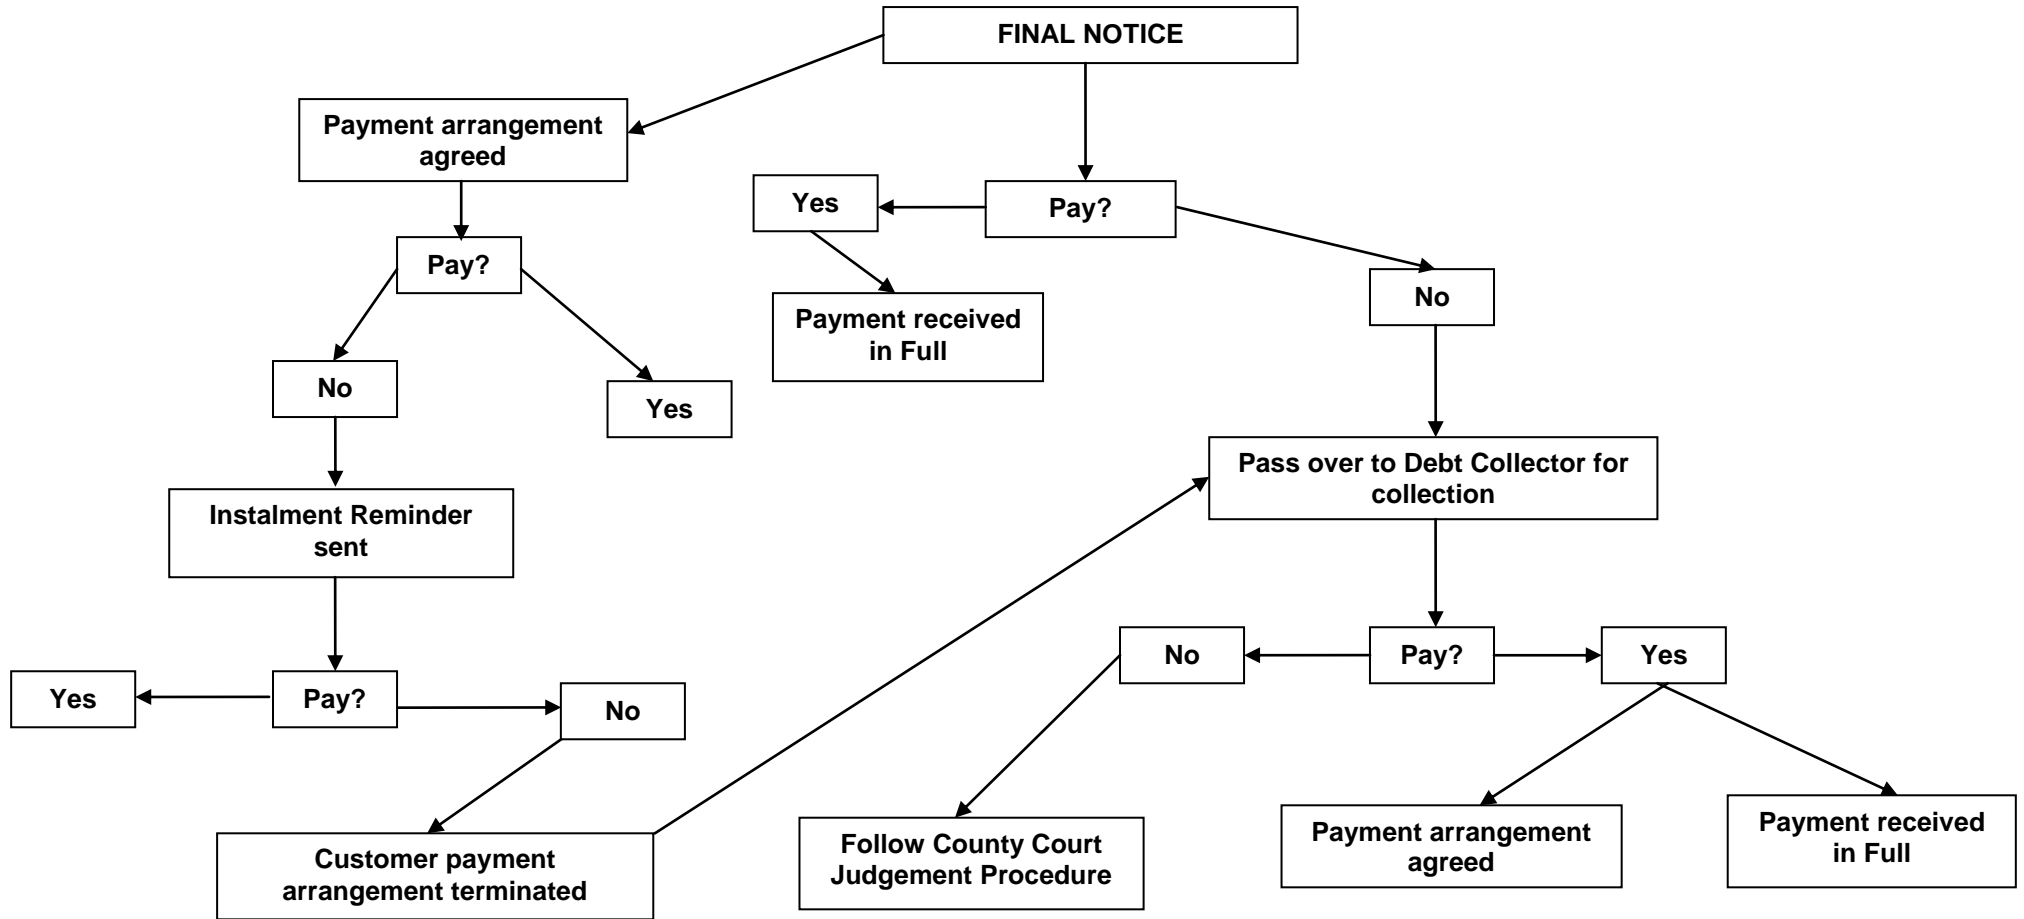 FINAL NOTICE
Payment arrangement
agreed
Yes
Pay?
Pay?
No
Payment received
in Full
No
Yes
Pass over to Debt Collector for
collection
Instalment Reminder
sent
No
Pay?
Yes
Yes
Pay?
No
Customer payment
arrangement terminated
Follow County Court
Judgement Procedure
Payment arrangement
agreed
Payment received
in Full